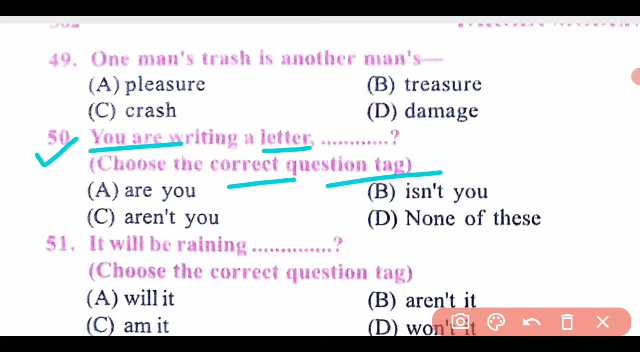 49. One man's trash is another man's—
(A) pleasure (B) treasure
(C) crash (D) damage
50. You are writing a letter, ............?
(Choose the correct question tag)
(A) are you (B) isn't you
(C) aren't you (D) None of these
51. It will be raining ..............?
(Choose the correct question tag)
(A) will it (B) aren't it
(C) am it (D) won't it